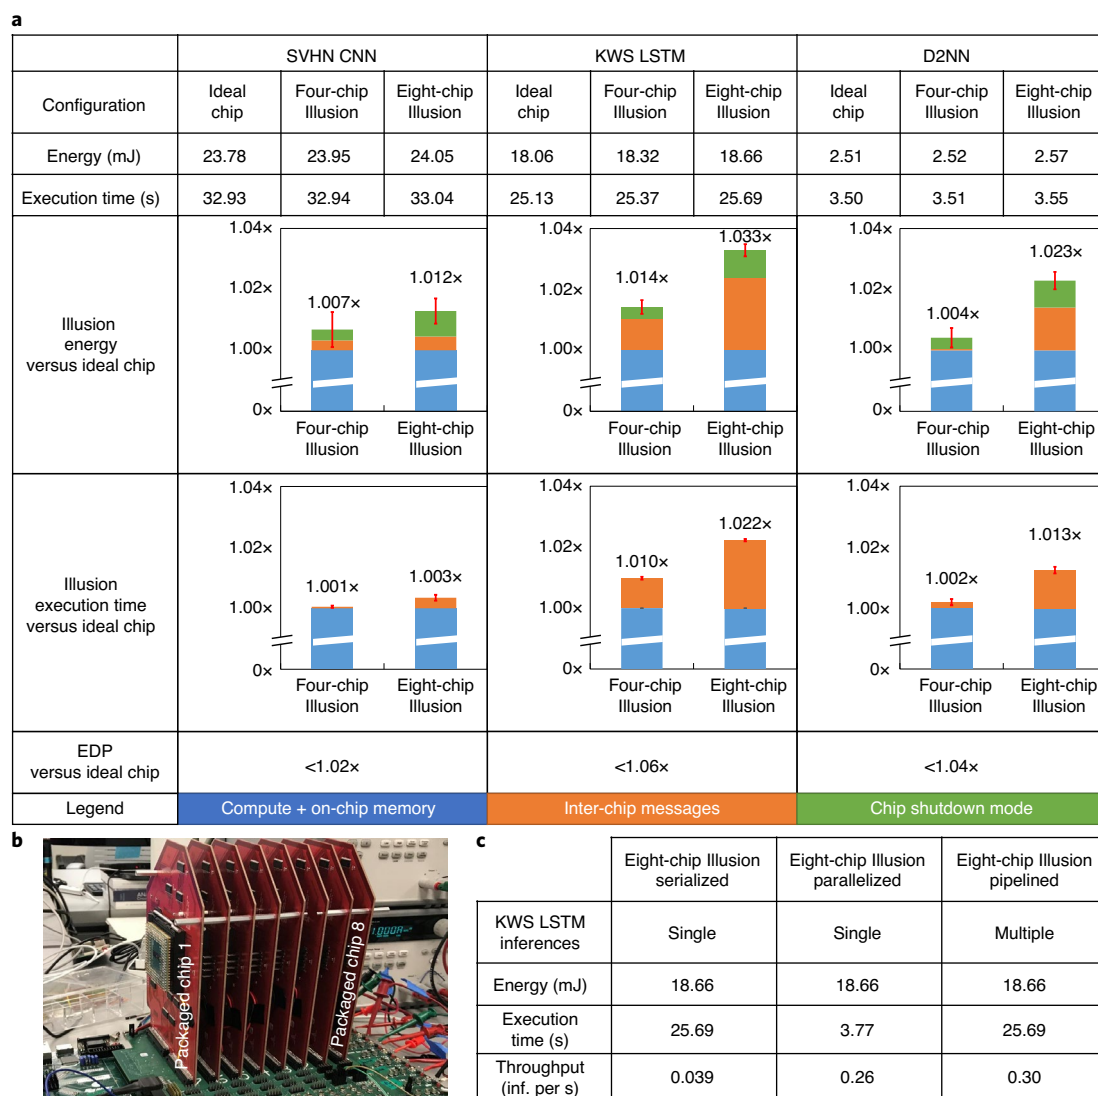 a
SVHN CNN KWS LSTM D2NN
Configuration Ideal chip Four-chip Illusion Eight-chip Illusion Ideal chip Four-chip Illusion Eight-chip Illusion Ideal chip Four-chip Illusion Eight-chip Illusion
Energy (mJ) 23.78 23.95 24.05 18.06 18.32 18.66 2.51 2.52 2.57
Execution time (s) 32.93 32.94 33.04 25.13 25.37 25.69 3.50 3.51 3.55
Illusion
energy
versus ideal chip
1.04×
1.02×
1.00×
0×
1.007×
1.012×
Four-chip Illusion
Eight-chip Illusion
1.04×
1.02×
1.00×
0×
1.014×
1.033×
Four-chip Illusion
Eight-chip Illusion
1.04×
1.02×
1.00×
0×
1.004×
1.023×
Four-chip Illusion
Eight-chip Illusion
Illusion
execution time
versus ideal chip
1.04×
1.02×
1.00×
0×
1.001×
1.003×
Four-chip Illusion
Eight-chip Illusion
1.04×
1.02×
1.00×
0×
1.010×
1.022×
Four-chip Illusion
Eight-chip Illusion
1.04×
1.02×
1.00×
0×
1.002×
1.013×
Four-chip Illusion
Eight-chip Illusion
EDP
versus ideal chip
<1.02× <1.06× <1.04×
Legend Compute + on-chip memory Inter-chip messages Chip shutdown mode
b
Packaged chip 1
Packaged chip 8
c
Eight-chip Illusion serialized Eight-chip Illusion parallelized Eight-chip Illusion pipelined
KWS LSTM inferences Single Single Multiple
Energy (mJ) 18.66 18.66 18.66
Execution time (s) 25.69 3.77 25.69
Throughput (inf. per s) 0.039 0.26 0.30